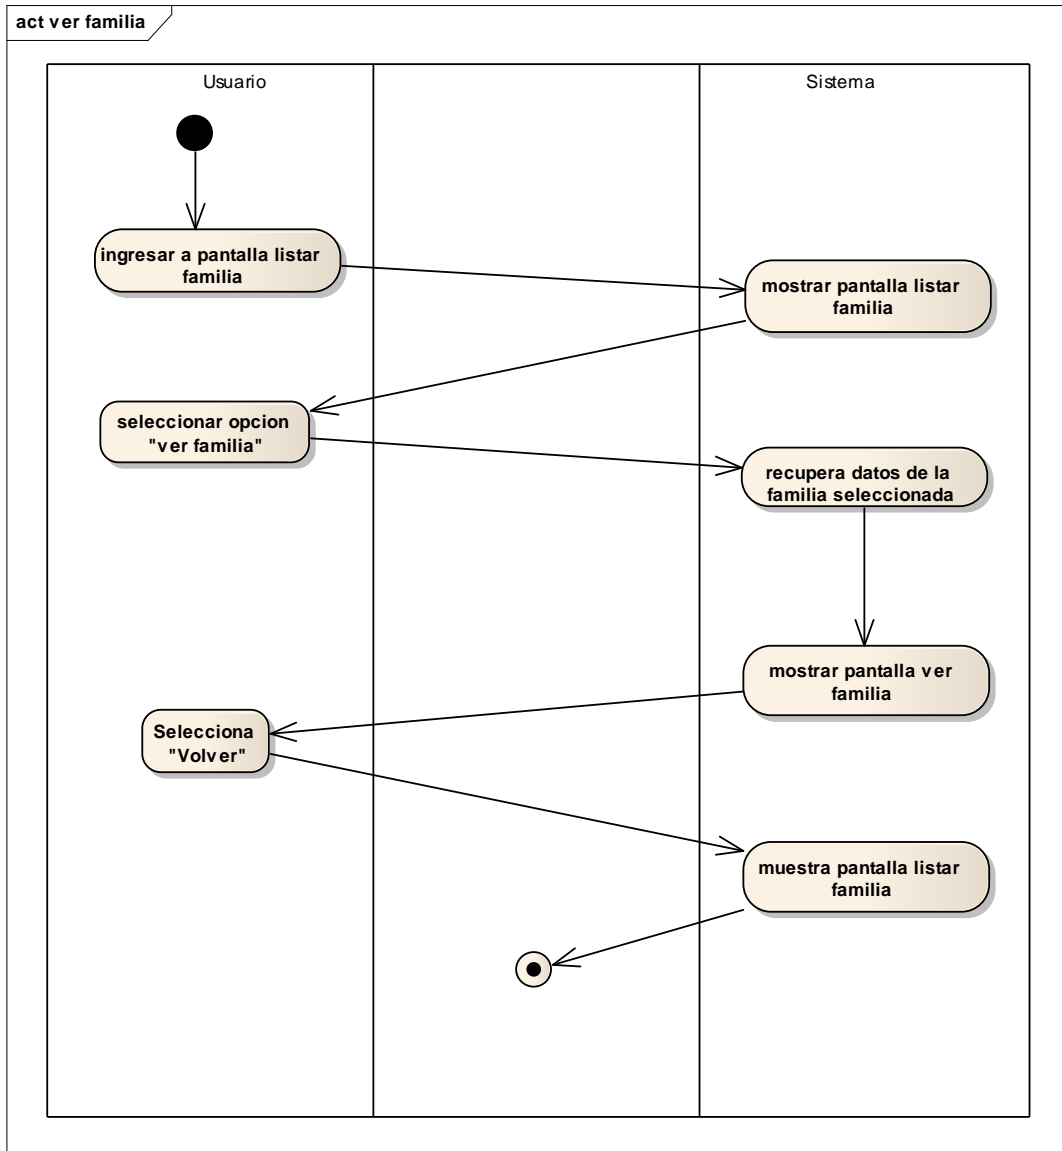 act ver familia
Usuario
Sistema
ingresar a pantalla listar
familia
mostrar pantalla listar
familia
seleccionar opcion
"ver familia"
recupera datos de la
familia seleccionada
mostrar pantalla ver
familia
Selecciona
"Volver"
muestra pantalla listar
familia